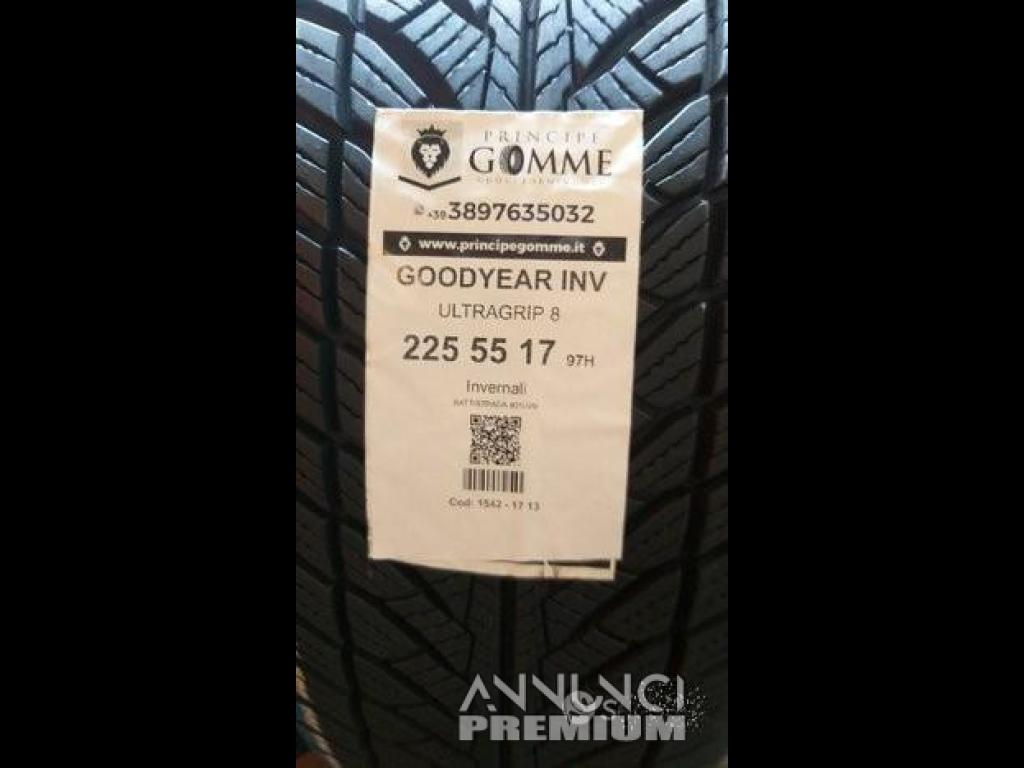 PRINCIPE
GOMME
+39 3897635032
www.principegomme.it
GOODYEAR INV
ULTRAGRIP 8
225 55 17 97H
Invernali
BATTISTRADA
Cod: 1542 - 17 13
ANNUNCI
PREMIUM